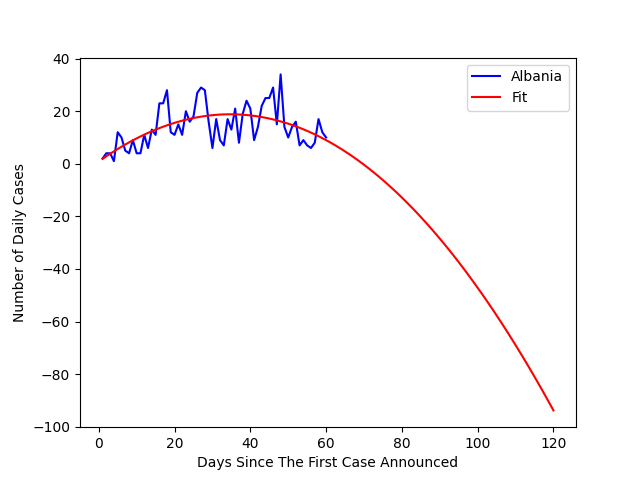 40
20
0
−20
−40
−60
−80
−100
0 20 40 60 80 100 120
Number of Daily Cases
Days Since The First Case Announced
Albania
Fit